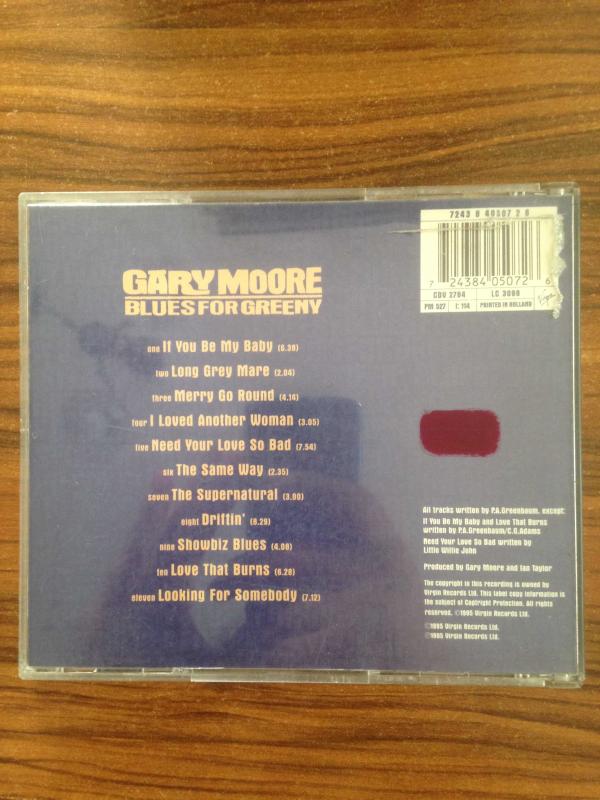 7243 8 40507 2 6
7 24384 05072 6
CDV 2784 LC 3098
PM 527 F: 114 PRINTED IN HOLLAND
GARY MOORE
BLUES FOR GREENY
one If You Be My Baby (6.38)
two Long Grey Mare (2.04)
three Merry Go Round (4.14)
four I Loved Another Woman (3.05)
five Need Your Love So Bad (7.54)
six The Same Way (2.35)
seven The Supernatural (3.00)
eight Driftin' (8.29)
nine Showbiz Blues (4.08)
ten Love That Burns (6.28)
eleven Looking For Somebody (7.12)
All tracks written by P.A.Greenbaum, except:
If You Be My Baby and Love That Burns
written by P.A.Greenbaum/C.G.Adams
Need Your Love So Bad written by
Little Willie John
Produced by Gary Moore and Ian Taylor
The copyright in this recording is owned by
Virgin Records Ltd. This label copy information is
the subject of Copyright Protection. All rights
reserved. ©1995 Virgin Records Ltd.
℗1995 Virgin Records Ltd.
©1995 Virgin Records Ltd.